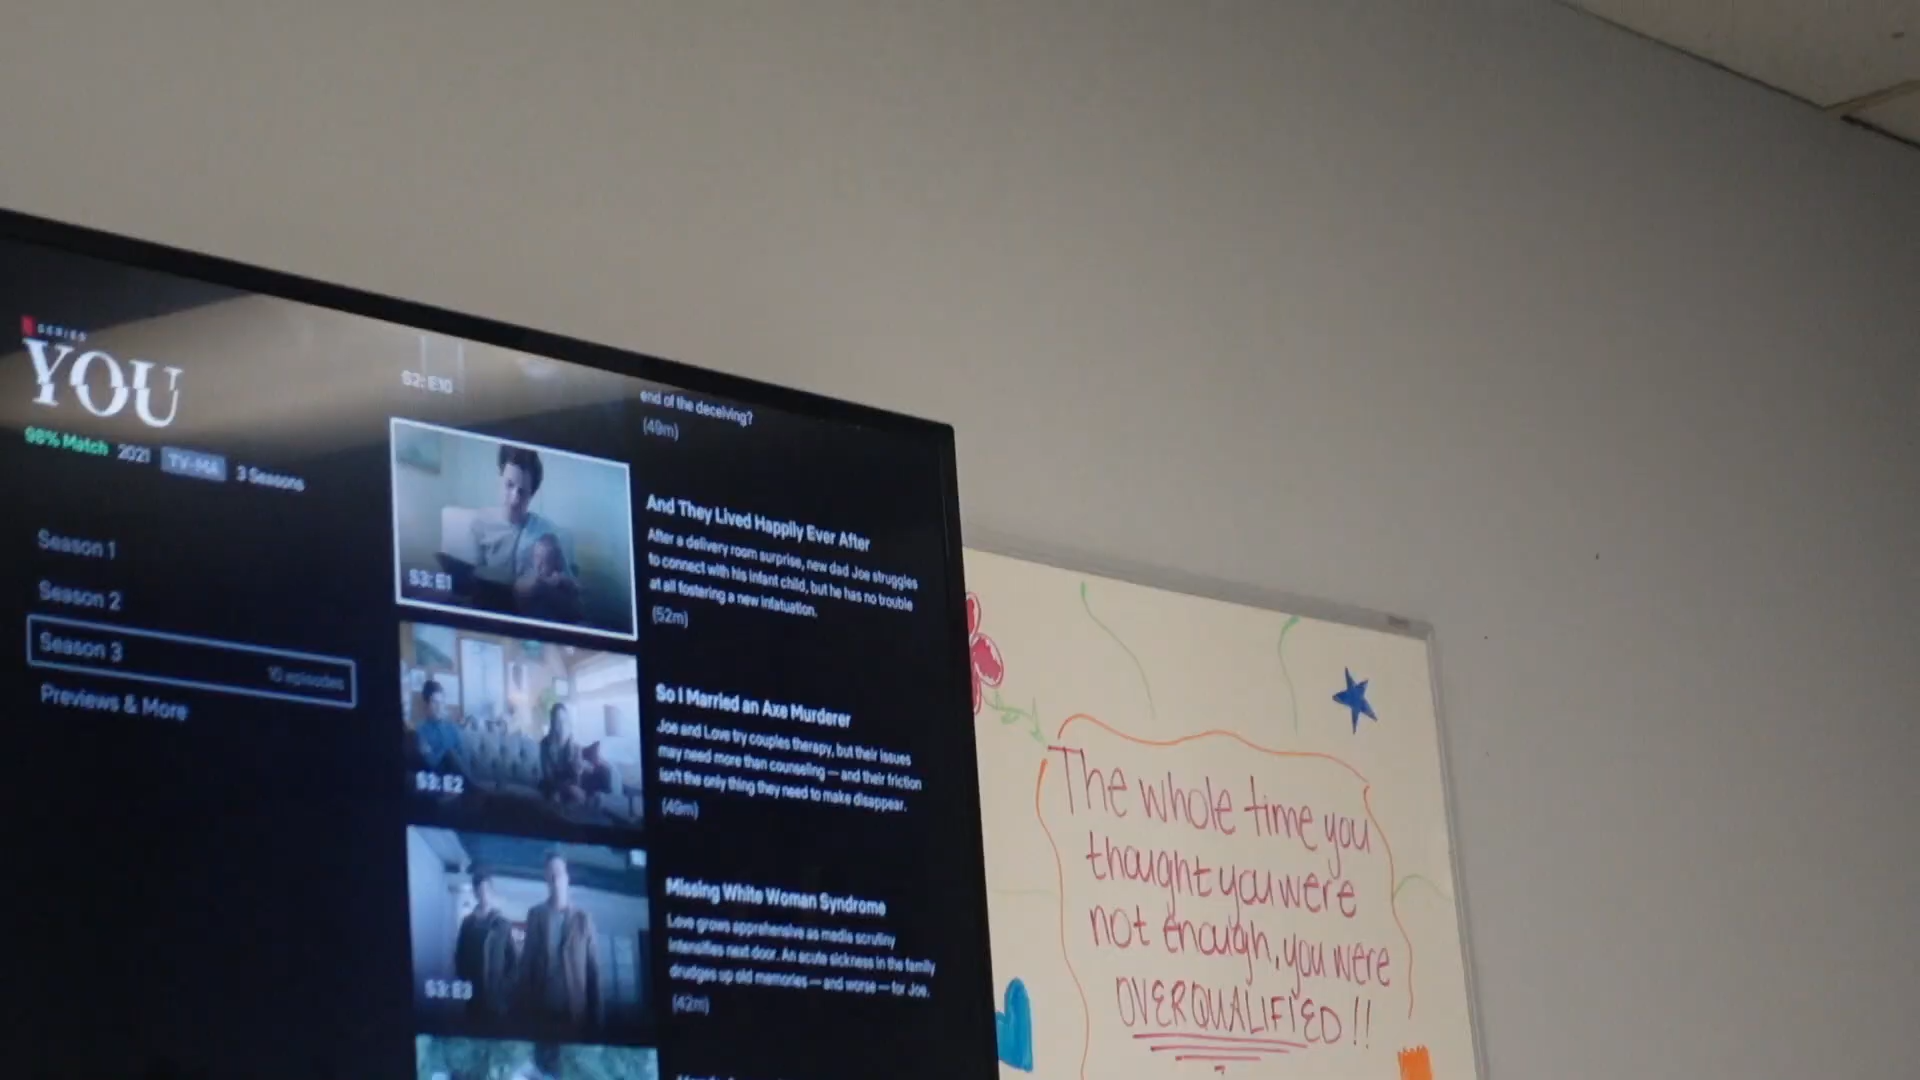 SERIES
YOU
98% Match 2021 TV-MA 3 Seasons
Season 1
Season 2
Season 3 10 episodes
Previews & More
S2: E10
end of the deceiving?
(49m)
S3: E1
And They Lived Happily Ever After
After a delivery room surprise, new dad Joe struggles
to connect with his infant child, but he has no trouble
at all fostering a new infatuation.
(52m)
S3: E2
So I Married an Axe Murderer
Joe and Love try couples therapy, but their issues
may need more than counseling — and their friction
isn't the only thing they need to make disappear.
(49m)
S3: E3
Missing White Woman Syndrome
Love grows apprehensive as media scrutiny
intensifies next door. An acute sickness in the family
drudges up old memories — and worse — for Joe.
(42m)
The whole time you
thought you were
not enough, you were
OVERQUALIFIED!!